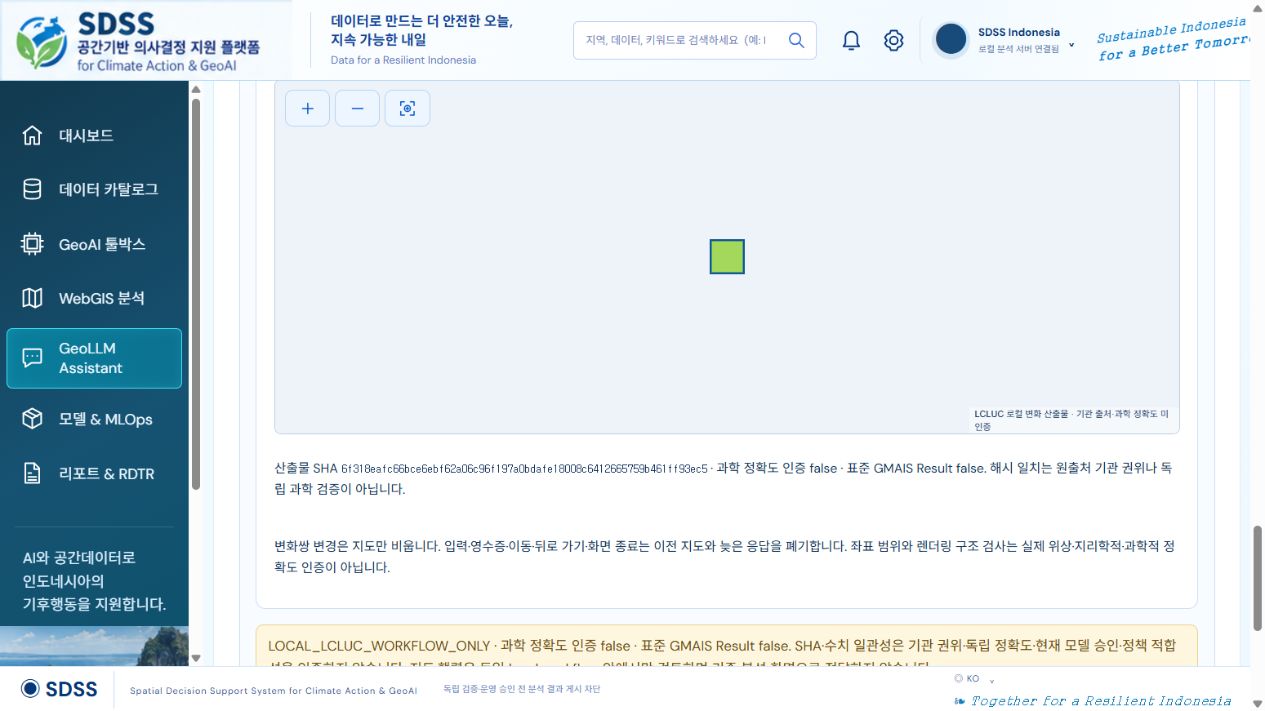 SDSS
공간기반 의사결정 지원 플랫폼
for Climate Action & GeoAI
데이터로 만드는 더 안전한 오늘,
지속 가능한 내일
Data for a Resilient Indonesia
지역, 데이터, 키워드로 검색하세요 (예: l
SDSS Indonesia
로컬 분석 서버 연결됨
Sustainable Indonesia
for a Better Tomorr
대시보드
데이터 카탈로그
GeoAI 툴박스
WebGIS 분석
GeoLLM
Assistant
모델 & MLOps
리포트 & RDTR
AI와 공간데이터로
인도네시아의
기후행동을 지원합니다.
+
−
LCLUC 로컬 변화 산출물 · 기관 출처·과학 정확도 미
인증
산출물 SHA 6f318eafc66bce6ebf62a06c96f197a0bdafe18008c6412665759b461ff93ec5 · 과학 정확도 인증 false · 표준 GMAIS Result false. 해시 일치는 원출처 기관 권위나 독
립 과학 검증이 아닙니다.
변화쌍 변경은 지도만 비웁니다. 입력·영수증·이동·뒤로 가기·화면 종료는 이전 지도와 늦은 응답을 폐기합니다. 좌표 범위와 렌더링 구조 검사는 실제 위상·지리학적·과학적 정
확도 인증이 아닙니다.
LOCAL_LCLUC_WORKFLOW_ONLY · 과학 정확도 인증 false · 표준 GMAIS Result false. SHA·수치 일관성은 기관 권위·독립 정확도·현재 모델 승인·정책 적합
SDSS
Spatial Decision Support System for Climate Action & GeoAI
독립 검증·운영 승인 전 분석 결과 게시 차단
KO
Together for a Resilient Indonesia